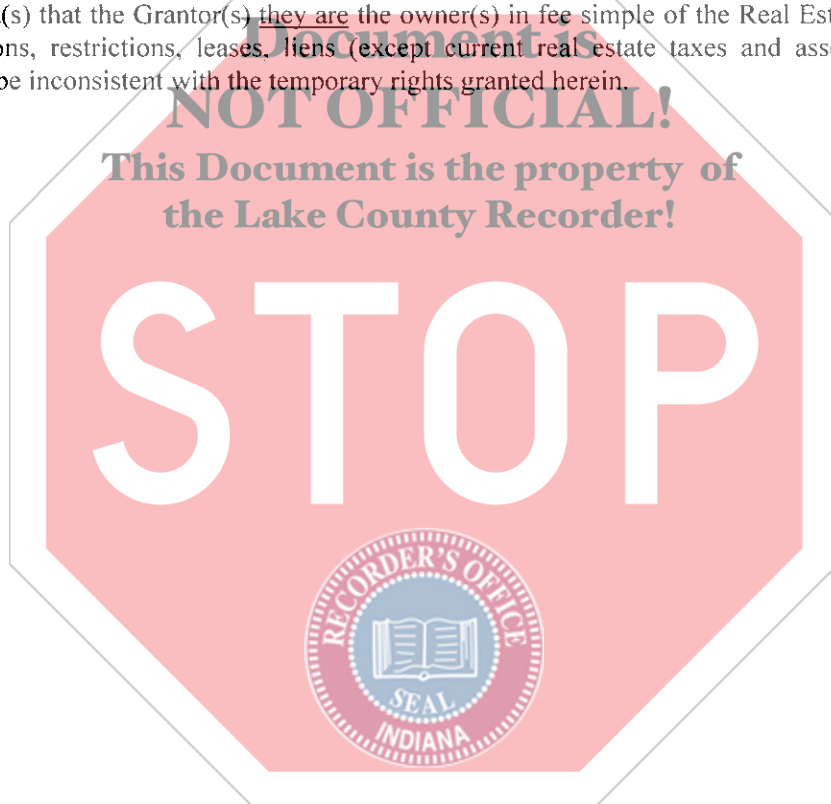 (s) that the Grantor(s) they are the owner(s) in fee simple of the Real Est
ons, restrictions, leases, liens (except current real estate taxes and ass
be inconsistent with the temporary rights granted herein.
Document is
NOT OFFICIAL!
This Document is the property of
the Lake County Recorder!
STOP
RECORDER'S OFFICE
SEAL
INDIANA